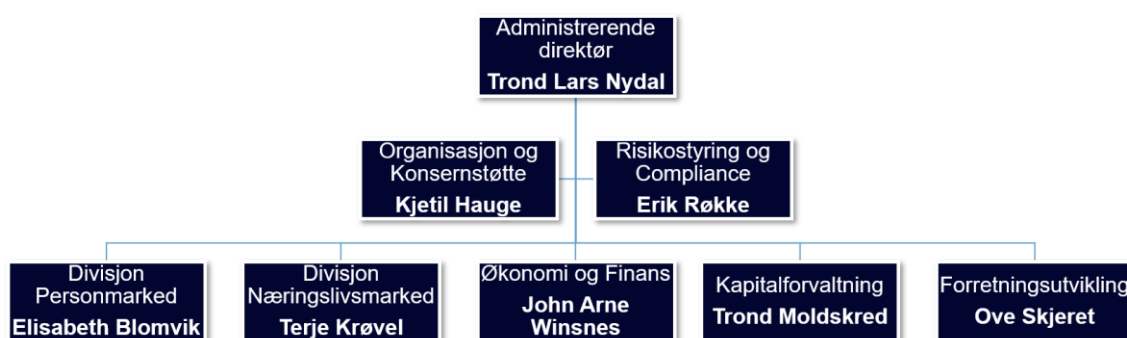 Administrerende
direktør
Trond Lars Nydal
Organisasjon og
Konsernstøtte
Kjetil Hauge
Risikostyring og
Compliance
Erik Røkke
Divisjon
Personmarked
Elisabeth Blomvik
Divisjon
Næringslivsmarked
Terje Krøvel
Økonomi og Finans
John Arne
Winsnes
Kapitalforvaltning
Trond Moldskred
Forretningsutvikling
Ove Skjeret